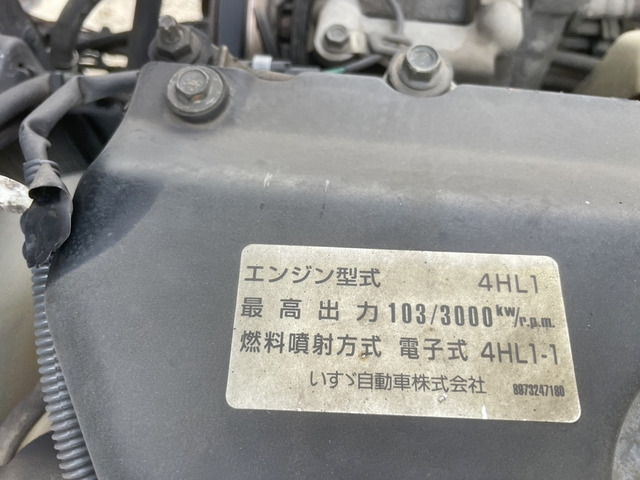 エンジン型式 4HL1
最高出力 103/3000 kw/r.p.m.
燃料噴射方式 電子式 4HL1-1
いすゞ自動車株式会社 8973247180